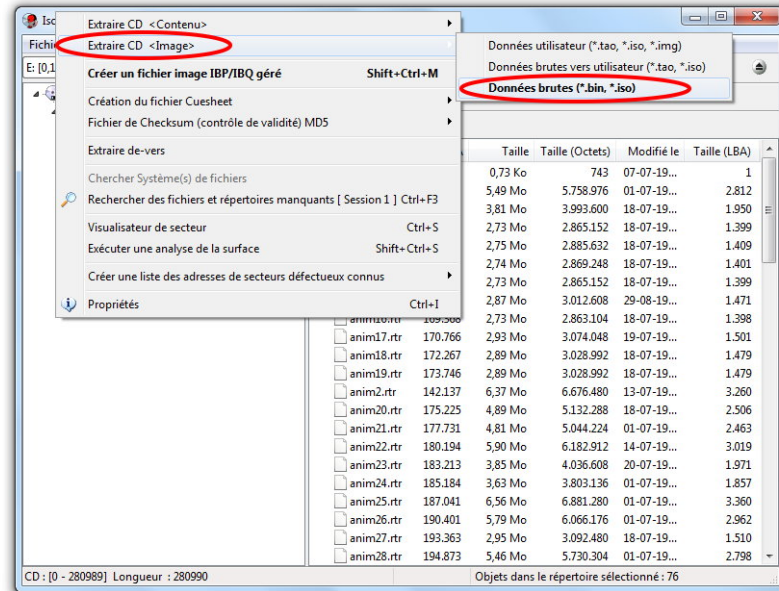 Iso
Fichi
E: [0,1
Extraire CD <Contenu>
Extraire CD <Image>
Créer un fichier image IBP/IBQ géré Shift+Ctrl+M
Création du fichier Cuesheet
Fichier de Checksum (contrôle de validité) MD5
Extraire de-vers
Chercher Système(s) de fichiers
Rechercher des fichiers et répertoires manquants [ Session 1 ] Ctrl+F3
Visualisateur de secteur Ctrl+S
Exécuter une analyse de la surface Shift+Ctrl+S
Créer une liste des adresses de secteurs défectueux connus
Propriétés Ctrl+I
Données utilisateur (*.tao, *.iso, *.img)
Données brutes vers utilisateur (*.tao, *.iso)
Données brutes (*.bin, *.iso)
Taille Taille (Octets) Modifié le Taille (LBA)
0,73 Ko 743 07-07-19... 1
5,49 Mo 5.758.976 01-07-19... 2.812
3,81 Mo 3.993.600 18-07-19... 1.950
2,73 Mo 2.865.152 18-07-19... 1.399
2,75 Mo 2.885.632 18-07-19... 1.409
2,74 Mo 2.869.248 18-07-19... 1.401
2,73 Mo 2.865.152 18-07-19... 1.399
2,87 Mo 3.012.608 29-08-19... 1.471
anim16.rtr 169.368 2,73 Mo 2.863.104 18-07-19... 1.398
anim17.rtr 170.766 2,93 Mo 3.074.048 19-07-19... 1.501
anim18.rtr 172.267 2,89 Mo 3.028.992 18-07-19... 1.479
anim19.rtr 173.746 2,89 Mo 3.028.992 18-07-19... 1.479
anim2.rtr 142.137 6,37 Mo 6.676.480 13-07-19... 3.260
anim20.rtr 175.225 4,89 Mo 5.132.288 18-07-19... 2.506
anim21.rtr 177.731 4,81 Mo 5.044.224 01-07-19... 2.463
anim22.rtr 180.194 5,90 Mo 6.182.912 14-07-19... 3.019
anim23.rtr 183.213 3,85 Mo 4.036.608 20-07-19... 1.971
anim24.rtr 185.184 3,63 Mo 3.803.136 01-07-19... 1.857
anim25.rtr 187.041 6,56 Mo 6.881.280 01-07-19... 3.360
anim26.rtr 190.401 5,79 Mo 6.066.176 01-07-19... 2.962
anim27.rtr 193.363 2,95 Mo 3.092.480 18-07-19... 1.510
anim28.rtr 194.873 5,46 Mo 5.730.304 01-07-19... 2.798
CD : [0 - 280989] Longueur : 280990 Objets dans le répertoire sélectionné : 76